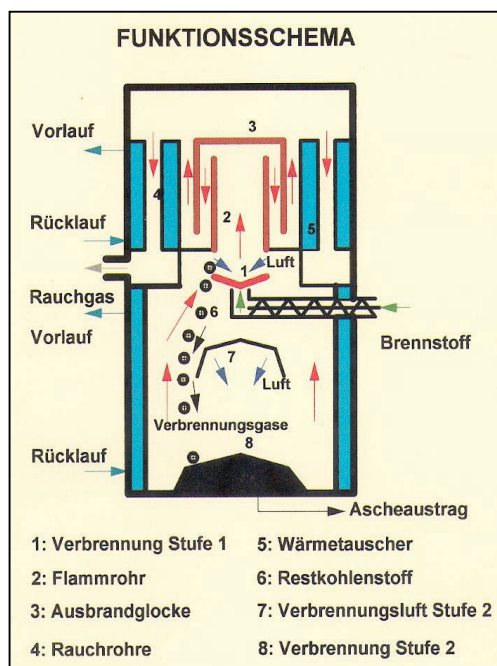 FUNKTIONSSCHEMA
Vorlauf
3
4
5
Rücklauf
2
Luft
1
Rauchgas
6
Brennstoff
Vorlauf
7
Luft
Verbrennungsgase
Rücklauf
8
Ascheaustrag
1: Verbrennung Stufe 1
2: Flammrohr
3: Ausbrandglocke
4: Rauchrohre
5: Wärmetauscher
6: Restkohlenstoff
7: Verbrennungsluft Stufe 2
8: Verbrennung Stufe 2